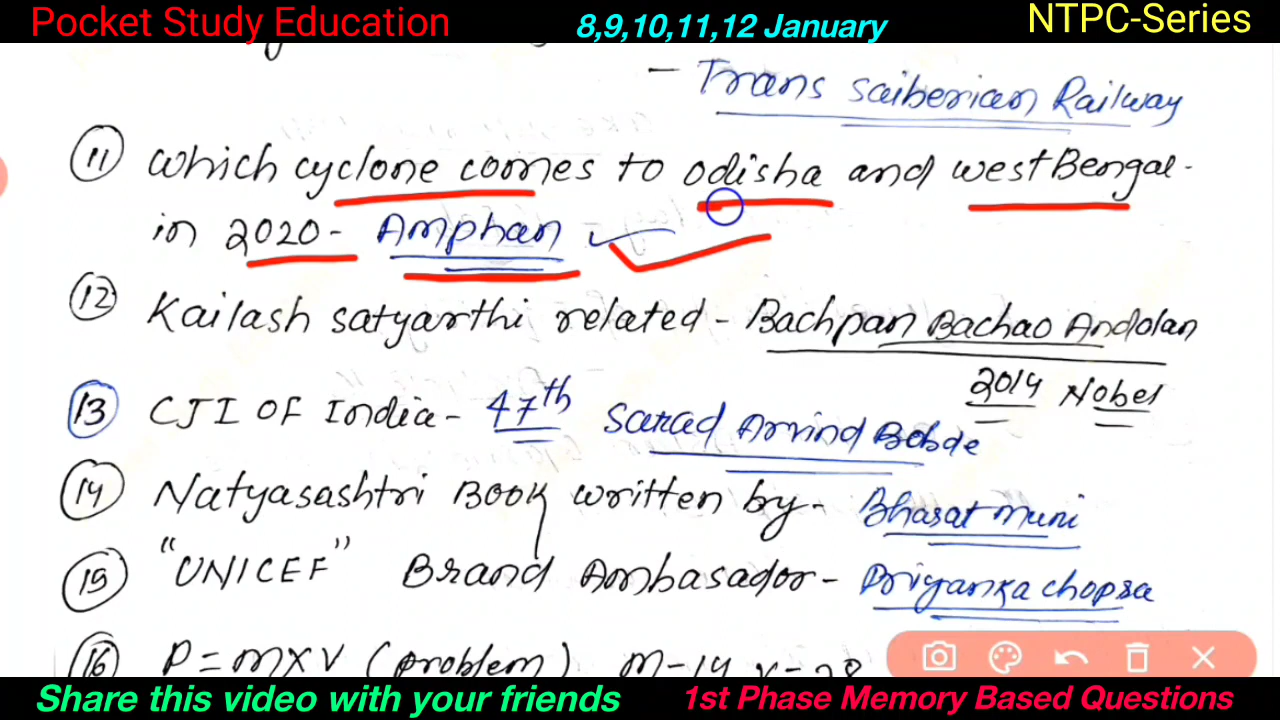 Pocket Study Education
8,9,10,11,12 January
NTPC-Series
- Trans Saiberian Railway
11 Which cyclone comes to Odisha and west Bengal -
in 2020 - Amphan
12 Kailash satyarthi related - Bachpan Bachao Andolan
2014 Nobel
13 CJI OF India - 47th Sarad Arvind Bobde
14 Natyasashtri Book written by - Bharat muni
15 "UNICEF" Brand Ambasador - Priyanka chopra
16 P = m x v (problem) m - 14 v - 28
Share this video with your friends
1st Phase Memory Based Questions